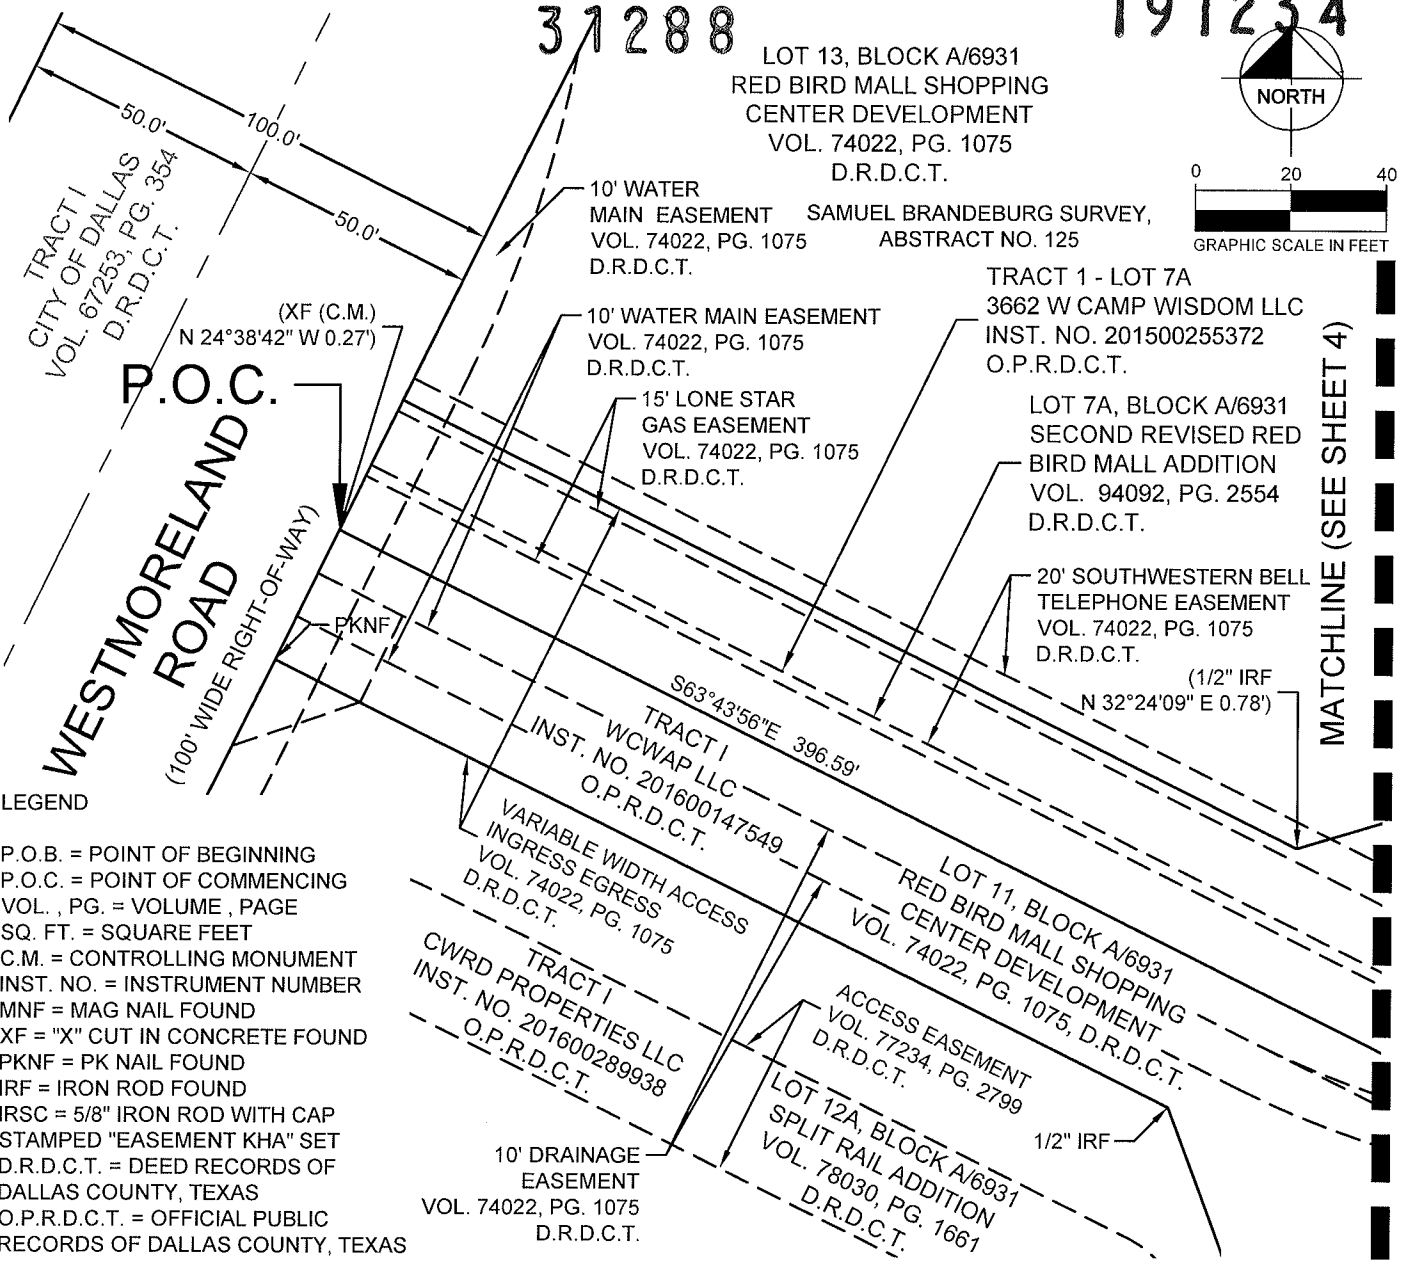 31288
191234
LOT 13, BLOCK A/6931
RED BIRD MALL SHOPPING
CENTER DEVELOPMENT
VOL. 74022, PG. 1075
D.R.D.C.T.
NORTH
0 20 40
GRAPHIC SCALE IN FEET
50.0'
100.0'
50.0'
TRACT I
CITY OF DALLAS
VOL. 67253, PG. 354
D.R.D.C.T.
10' WATER
MAIN EASEMENT
VOL. 74022, PG. 1075
D.R.D.C.T.
SAMUEL BRANDEBURG SURVEY,
ABSTRACT NO. 125
(XF (C.M.)
N 24°38'42" W 0.27')
P.O.C.
10' WATER MAIN EASEMENT
VOL. 74022, PG. 1075
D.R.D.C.T.
TRACT 1 - LOT 7A
3662 W CAMP WISDOM LLC
INST. NO. 201500255372
O.P.R.D.C.T.
15' LONE STAR
GAS EASEMENT
VOL. 74022, PG. 1075
D.R.D.C.T.
LOT 7A, BLOCK A/6931
SECOND REVISED RED
BIRD MALL ADDITION
VOL. 94092, PG. 2554
D.R.D.C.T.
MATCHLINE (SEE SHEET 4)
WESTMORELAND
ROAD
(100' WIDE RIGHT-OF-WAY)
PKNF
20' SOUTHWESTERN BELL
TELEPHONE EASEMENT
VOL. 74022, PG. 1075
D.R.D.C.T.
(1/2" IRF
N 32°24'09" E 0.78')
S63°43'56"E 396.59'
TRACT I
WCWAP LLC
INST. NO. 201600147549
O.P.R.D.C.T.
VARIABLE WIDTH ACCESS
INGRESS EGRESS
VOL. 74022, PG. 1075
D.R.D.C.T.
LOT 11, BLOCK A/6931
RED BIRD MALL SHOPPING
CENTER DEVELOPMENT
VOL. 74022, PG. 1075, D.R.D.C.T.
TRACT I
CWRD PROPERTIES LLC
INST. NO. 201600289938
O.P.R.D.C.T.
ACCESS EASEMENT
VOL. 77234, PG. 2799
D.R.D.C.T.
LOT 12A, BLOCK A/6931
SPLIT RAIL ADDITION
VOL. 78030, PG. 1661
D.R.D.C.T.
1/2" IRF
10' DRAINAGE
EASEMENT
VOL. 74022, PG. 1075
D.R.D.C.T.
LEGEND
P.O.B. = POINT OF BEGINNING
P.O.C. = POINT OF COMMENCING
VOL. , PG. = VOLUME , PAGE
SQ. FT. = SQUARE FEET
C.M. = CONTROLLING MONUMENT
INST. NO. = INSTRUMENT NUMBER
MNF = MAG NAIL FOUND
XF = "X" CUT IN CONCRETE FOUND
PKNF = PK NAIL FOUND
IRF = IRON ROD FOUND
IRSC = 5/8" IRON ROD WITH CAP
STAMPED "EASEMENT KHA" SET
D.R.D.C.T. = DEED RECORDS OF
DALLAS COUNTY, TEXAS
O.P.R.D.C.T. = OFFICIAL PUBLIC
RECORDS OF DALLAS COUNTY, TEXAS